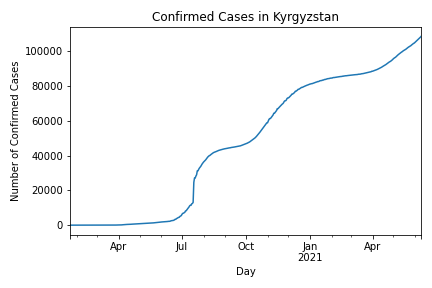 Confirmed Cases in Kyrgyzstan
Number of Confirmed Cases
100000
80000
60000
40000
20000
0
Apr Jul Oct Jan Apr
2021
Day